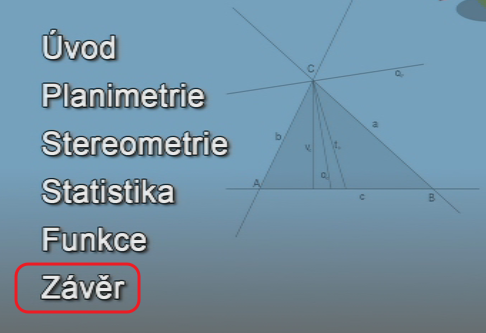 Úvod
Planimetrie
Stereometrie
Statistika
Funkce
Závěr
C
b
a
A
c
B